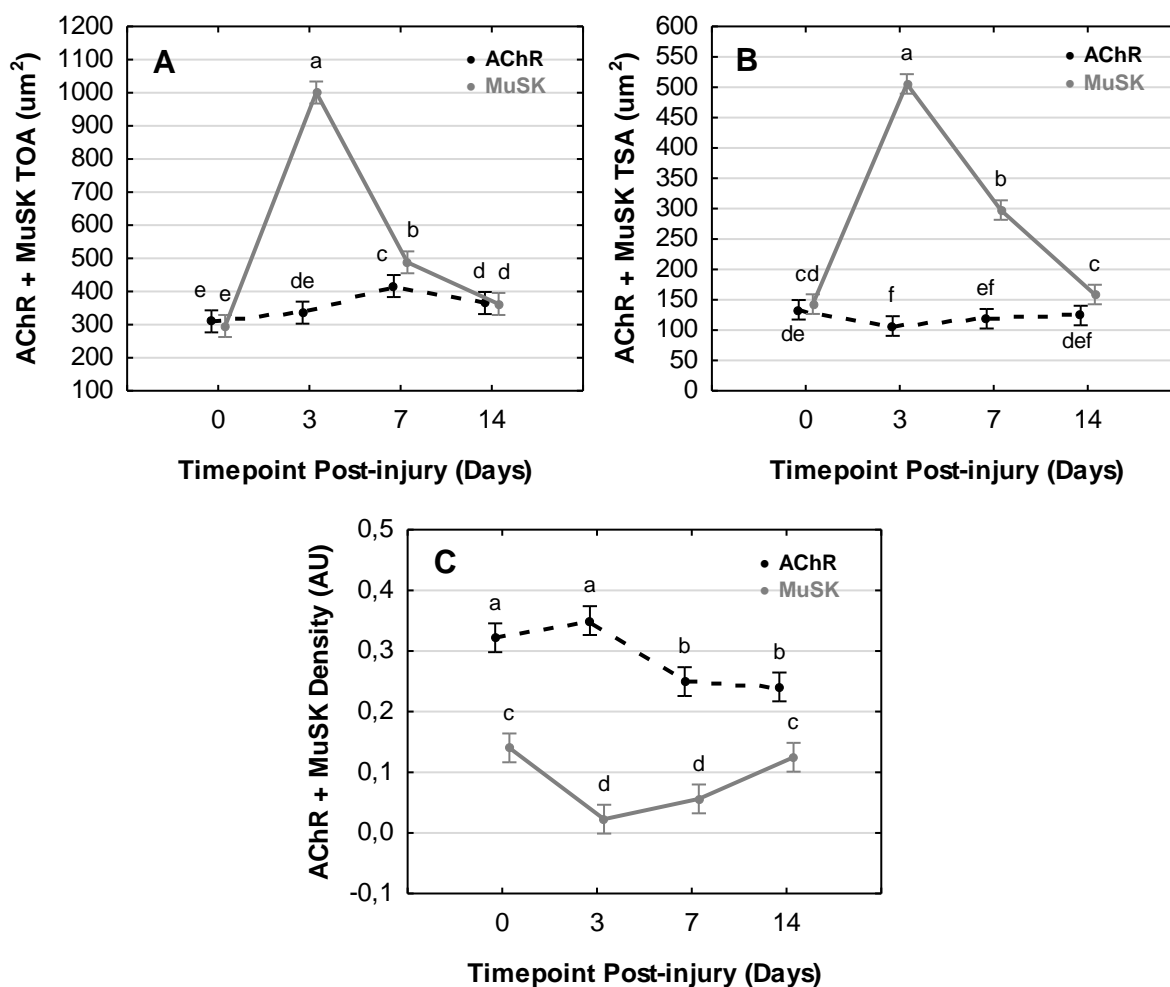 A
AChR
MuSK
AChR + MuSK TOA (um²)
1200
1100
1000
900
800
700
600
500
400
300
200
100
a
b
c
d d
e e de
0 3 7 14
Timepoint Post-injury (Days)
B
AChR
MuSK
AChR + MuSK TSA (um²)
600
550
500
450
400
350
300
250
200
150
100
50
0
a
b
cd
c
f
ef
de
def
0 3 7 14
Timepoint Post-injury (Days)
C
AChR
MuSK
AChR + MuSK Density (AU)
0,5
0,4
0,3
0,2
0,1
0,0
-0,1
a a
b b
c c
d d
0 3 7 14
Timepoint Post-injury (Days)